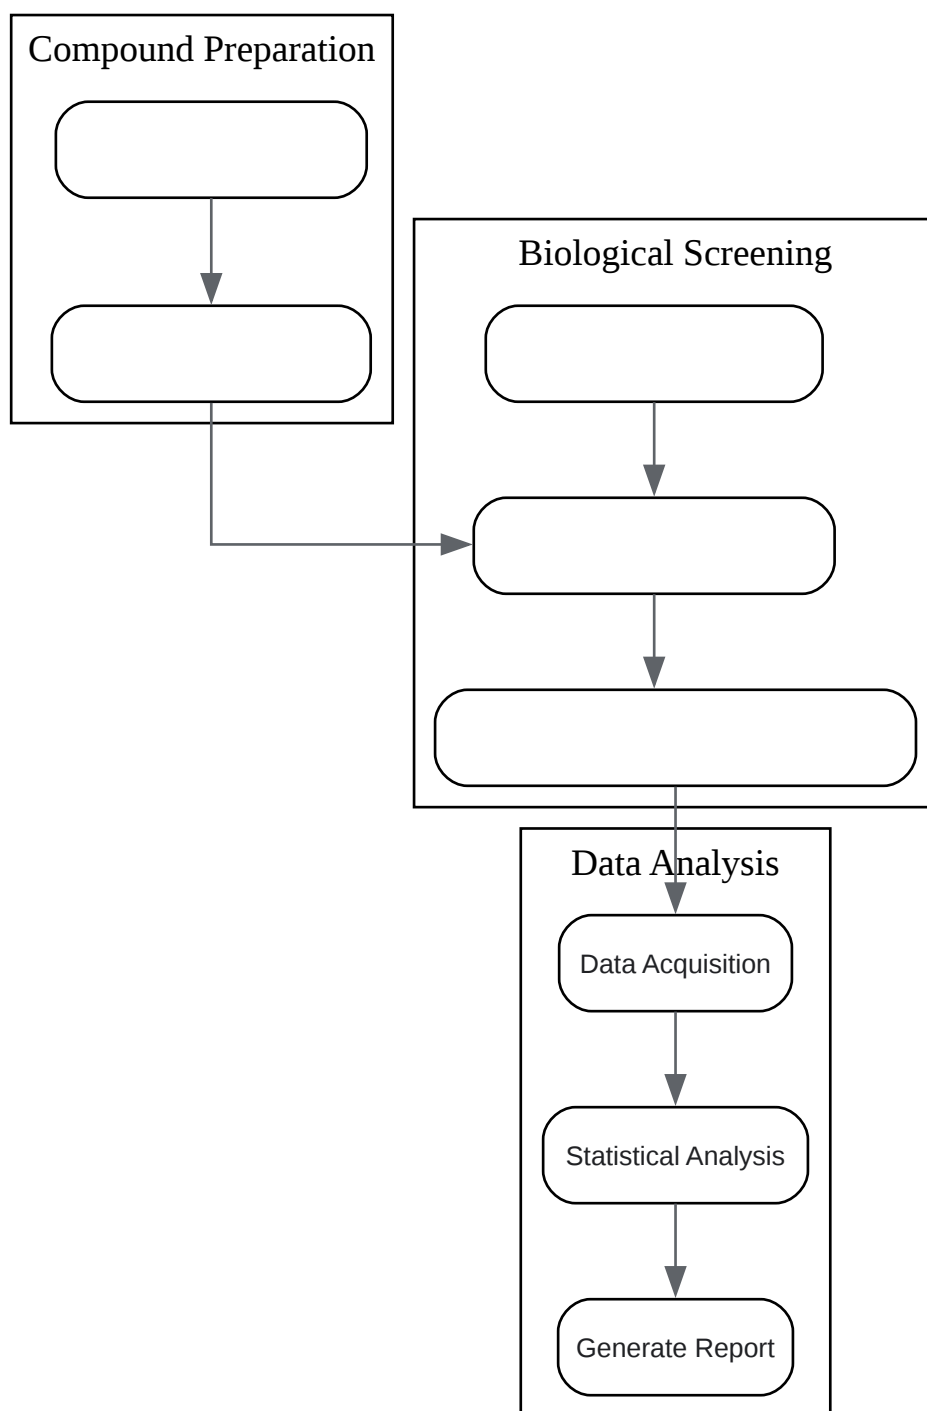 Compound Preparation
Biological Screening
Data Analysis
Data Acquisition
Statistical Analysis
Generate Report